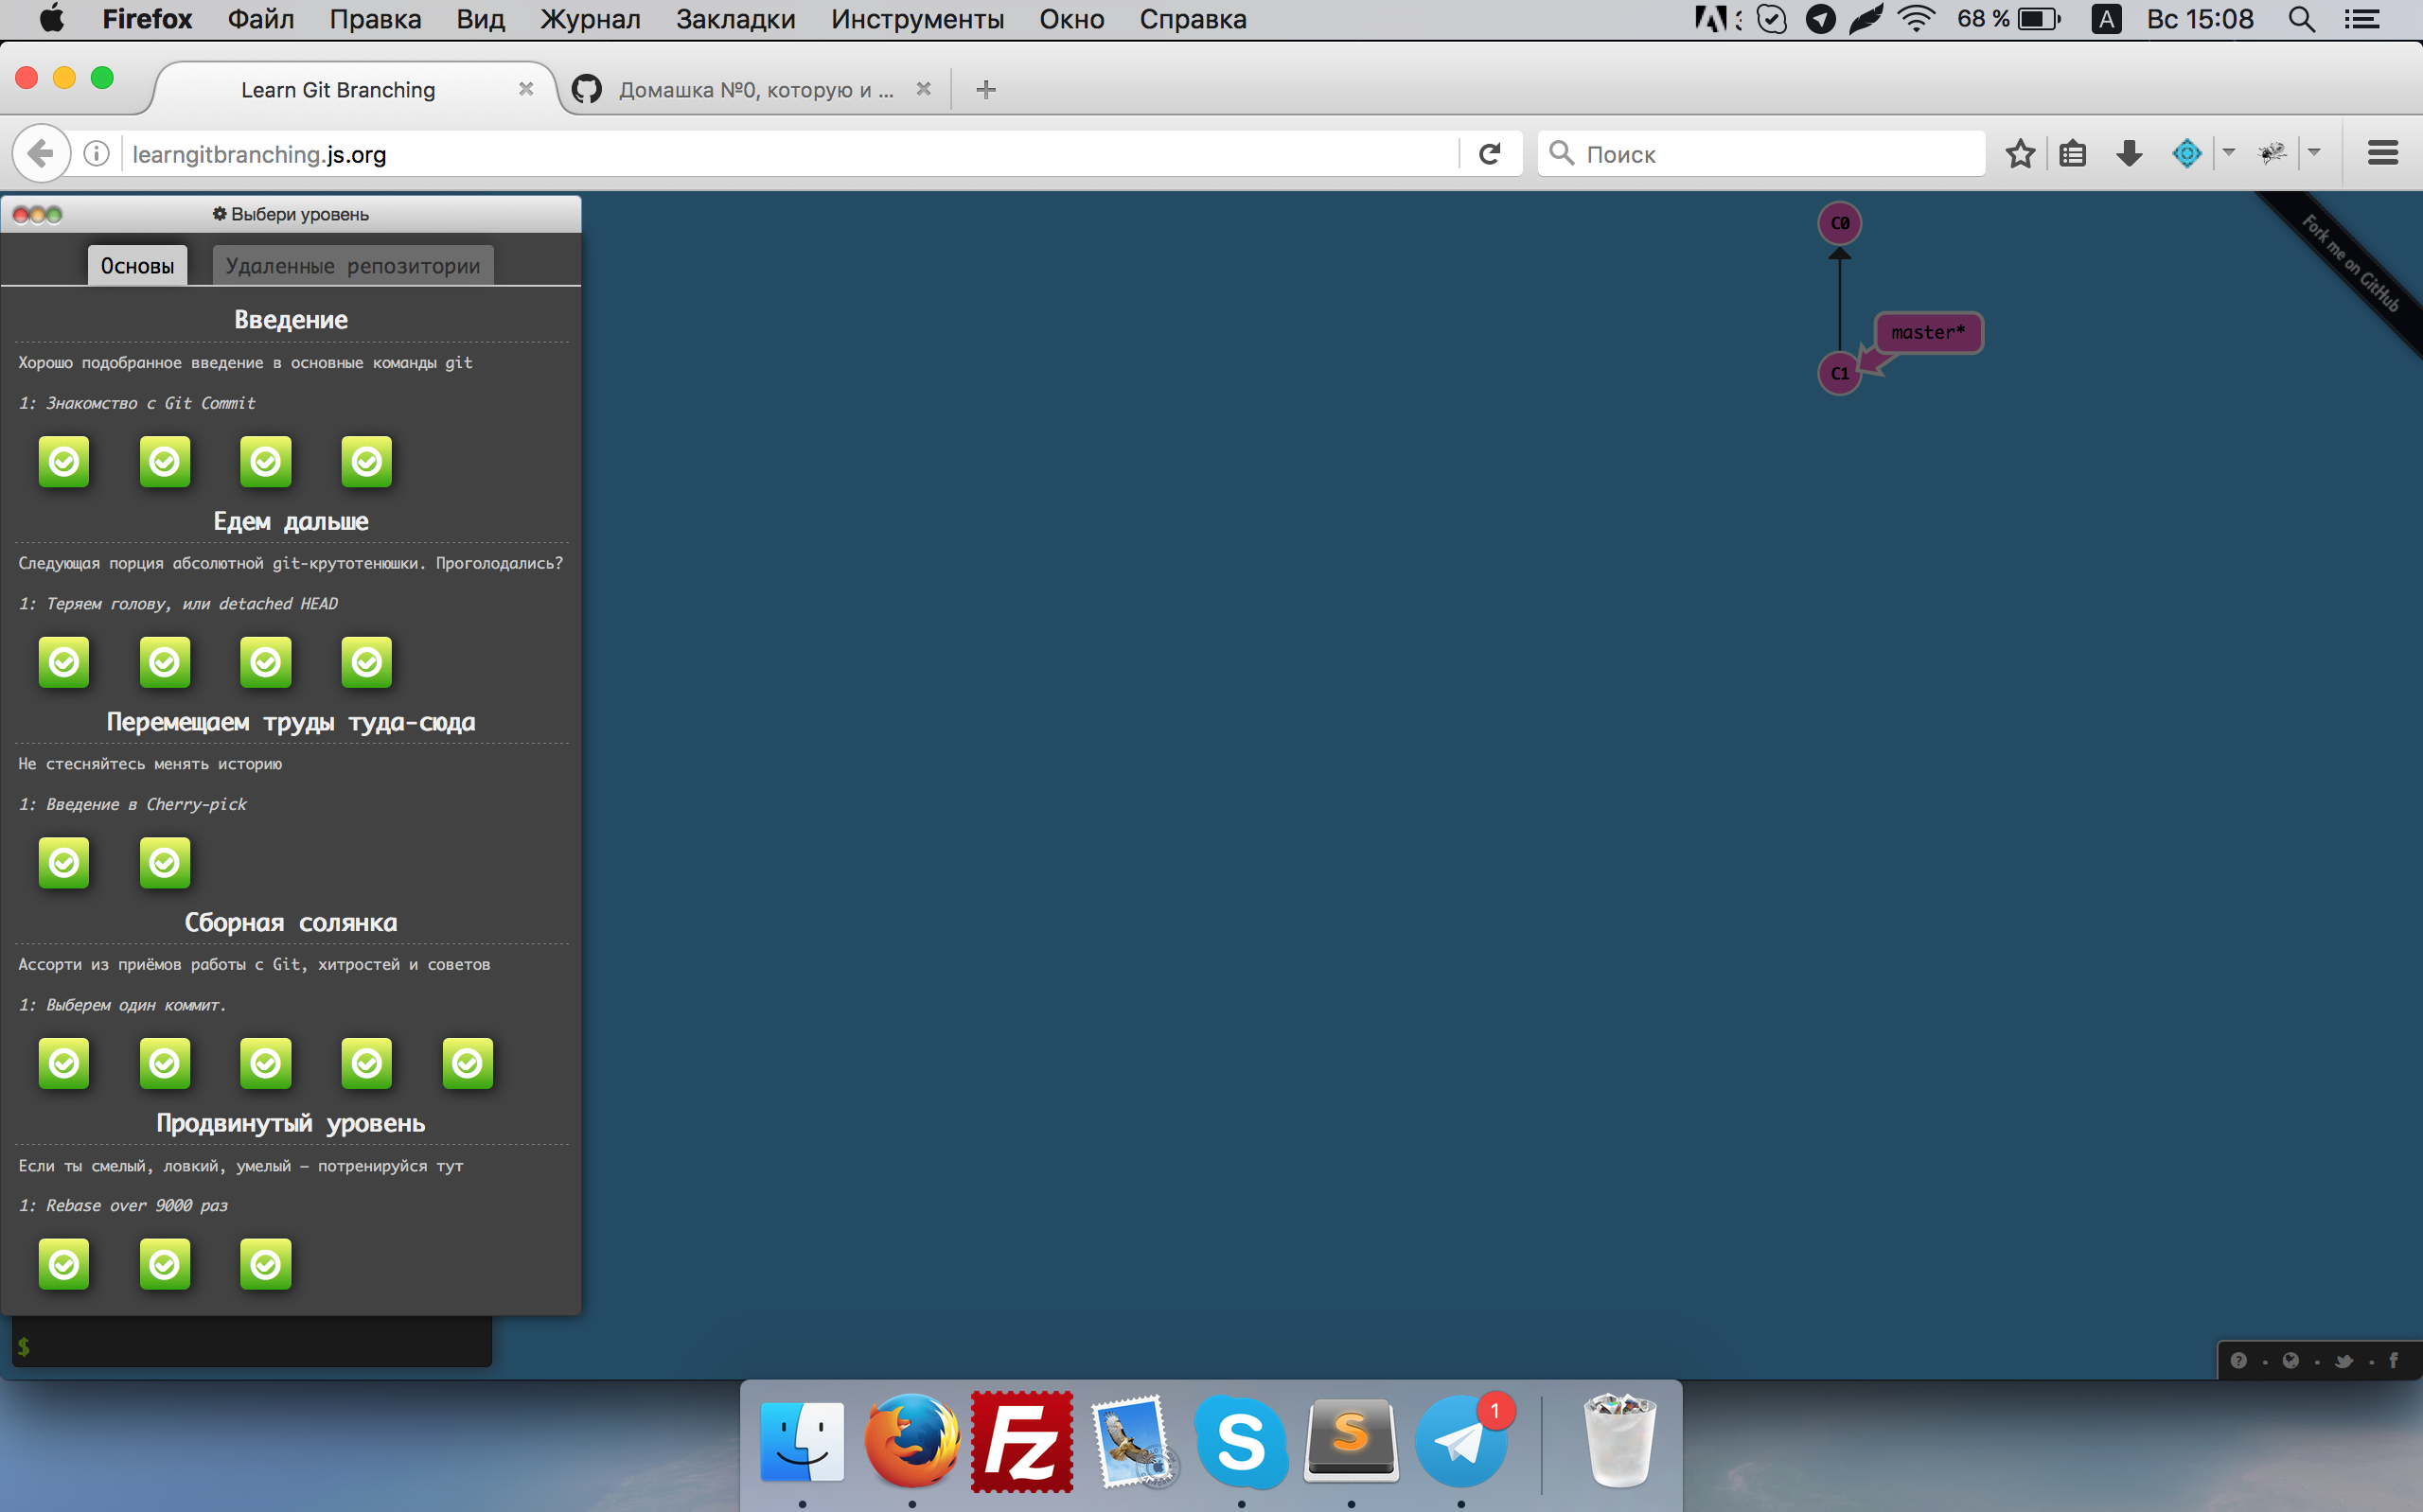 Firefox Файл Правка Вид Журнал Закладки Инструменты Окно Справка 68 % A Вс 15:08
Learn Git Branching Домашка №0, которую и ...
learngitbranching.js.org Поиск
Выбери уровень
Основы Удаленные репозитории
Введение
Хорошо подобранное введение в основные команды git
1: Знакомство с Git Commit
Едем дальше
Следующая порция абсолютной git-крутотенюшки. Проголодались?
1: Теряем голову, или detached HEAD
Перемещаем труды туда-сюда
Не стесняйтесь менять историю
1: Введение в Cherry-pick
Сборная солянка
Ассорти из приёмов работы с Git, хитростей и советов
1: Выберем один коммит.
Продвинутый уровень
Если ты смелый, ловкий, умелый — потренируйся тут
1: Rebase over 9000 раз
$
C0
master*
C1
Fork me on GitHub
1